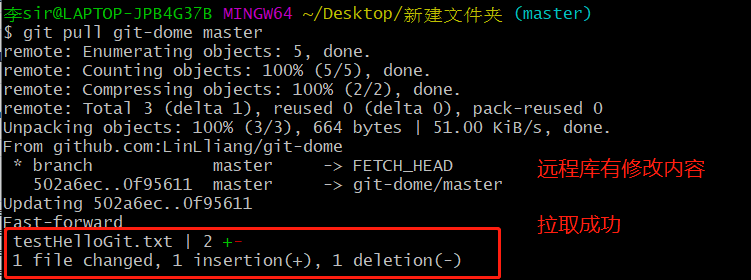 李sir@LAPTOP-JPB4G37B MINGW64 ~/Desktop/新建文件夹 (master)
$ git pull git-dome master
remote: Enumerating objects: 5, done.
remote: Counting objects: 100% (5/5), done.
remote: Compressing objects: 100% (2/2), done.
remote: Total 3 (delta 1), reused 0 (delta 0), pack-reused 0
Unpacking objects: 100% (3/3), 664 bytes | 51.00 KiB/s, done.
From github.com:LinLliang/git-dome
* branch master -> FETCH_HEAD
远程库有修改内容
502a6ec..0f95611 master -> git-dome/master
Updating 502a6ec..0f95611
Fast-forward
拉取成功
testHelloGit.txt | 2 +-
1 file changed, 1 insertion(+), 1 deletion(-)